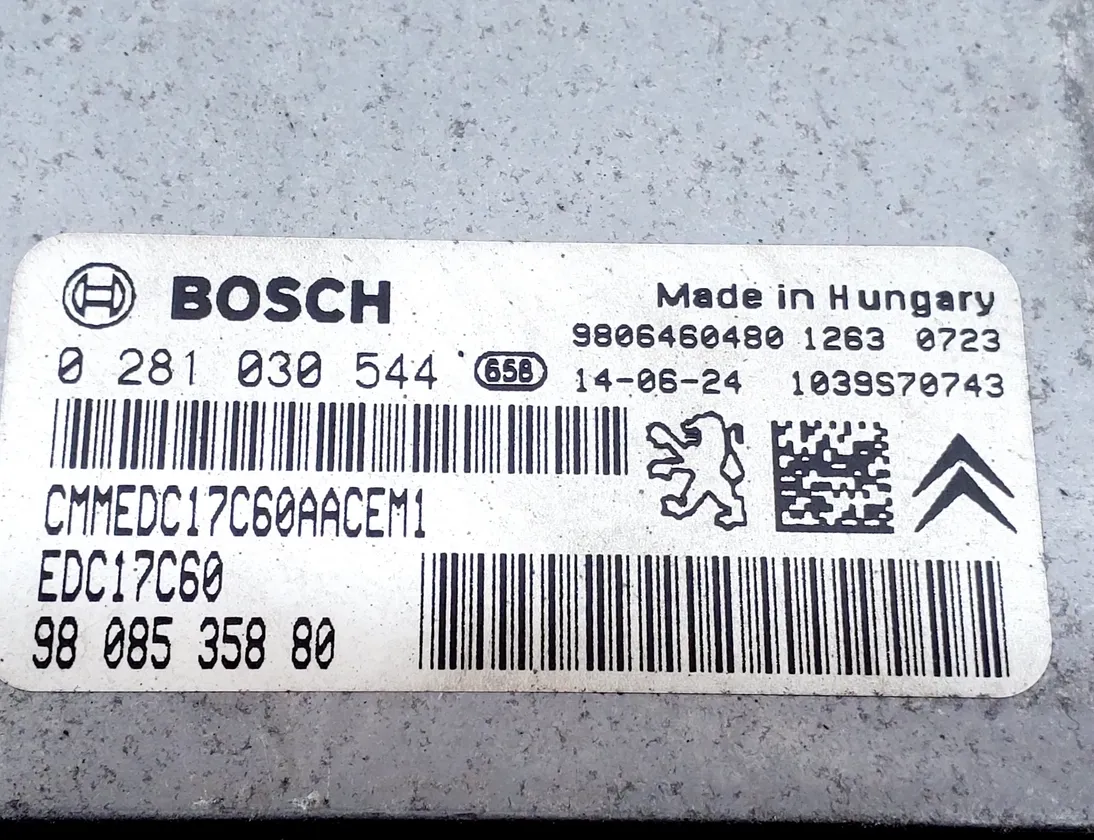 BOSCH
Made in Hungary
9806460480 1263 0723
0 281 030 544 658 14-06-24 1039S70743
CMMEDC17C60AACEM1
EDC17C60
98 085 358 80